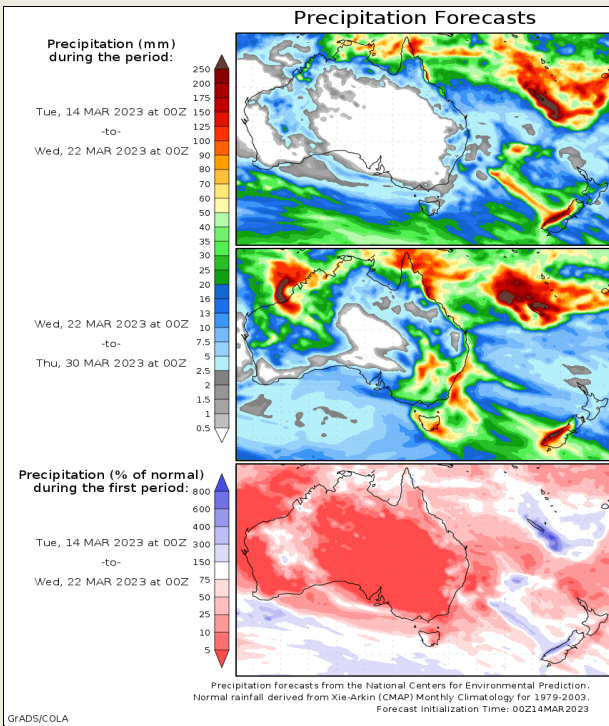 Precipitation Forecasts
Precipitation (mm)
during the period:
Tue, 14 MAR 2023 at 00Z
-to-
Wed, 22 MAR 2023 at 00Z
250
200
175
150
125
100
90
80
70
60
50
40
35
30
25
20
16
13
10
7.5
5
2.5
2
1.5
1
0.5
Wed, 22 MAR 2023 at 00Z
-to-
Thu, 30 MAR 2023 at 00Z
Precipitation (% of normal)
during the first period:
Tue, 14 MAR 2023 at 00Z
-to-
Wed, 22 MAR 2023 at 00Z
800
600
400
300
150
75
50
25
10
5
Precipitation forecasts from the National Centers for Environmental Prediction.
Normal rainfall derived from Xie-Arkin (CMAP) Monthly Climatology for 1979-2003.
Forecast Initialization Time: 00Z14MAR2023
GrADS/COLA